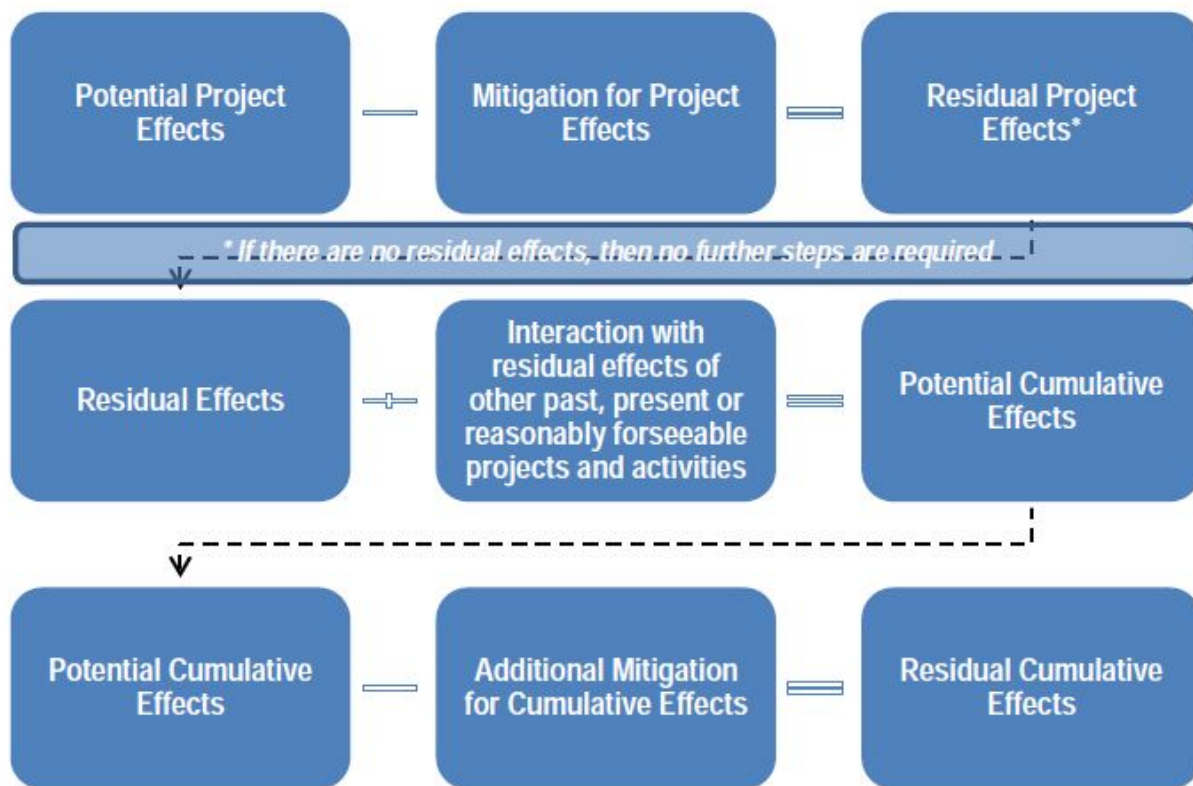 Potential Project
Effects
Mitigation for Project
Effects
Residual Project
Effects*
* If there are no residual effects, then no further steps are required
Residual Effects
Interaction with
residual effects of
other past, present or
reasonably forseeable
projects and activities
Potential Cumulative
Effects
Potential Cumulative
Effects
Additional Mitigation
for Cumulative Effects
Residual Cumulative
Effects